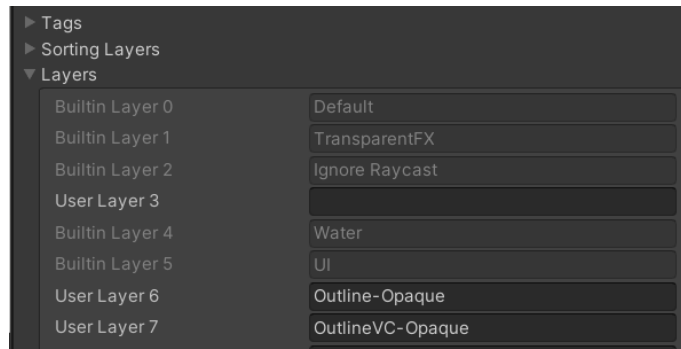 Tags
Sorting Layers
Layers
Builtin Layer 0 Default
Builtin Layer 1 TransparentFX
Builtin Layer 2 Ignore Raycast
User Layer 3
Builtin Layer 4 Water
Builtin Layer 5 UI
User Layer 6 Outline-Opaque
User Layer 7 OutlineVC-Opaque